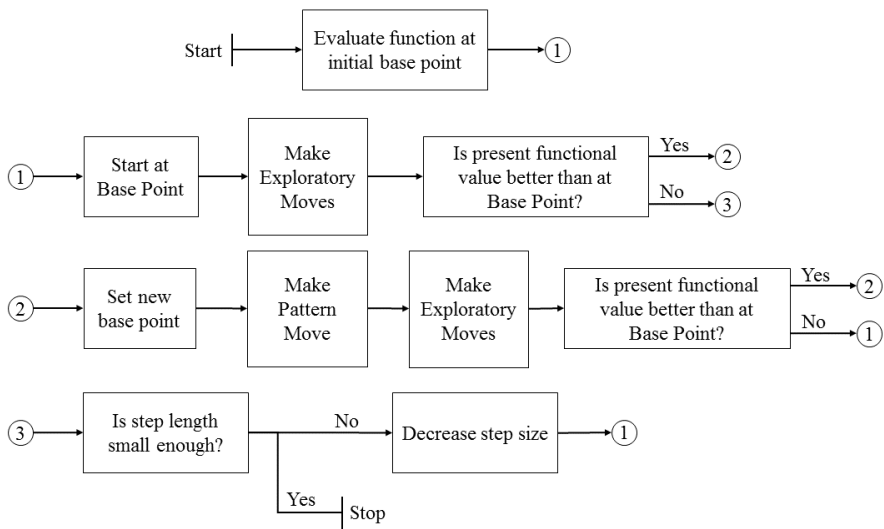 Start
Evaluate function at
initial base point
1
1
Start at
Base Point
Make
Exploratory
Moves
Is present functional
value better than at
Base Point?
Yes
2
No
3
2
Set new
base point
Make
Pattern
Move
Make
Exploratory
Moves
Is present functional
value better than at
Base Point?
Yes
2
No
1
3
Is step length
small enough?
No
Decrease step size
1
Yes
Stop